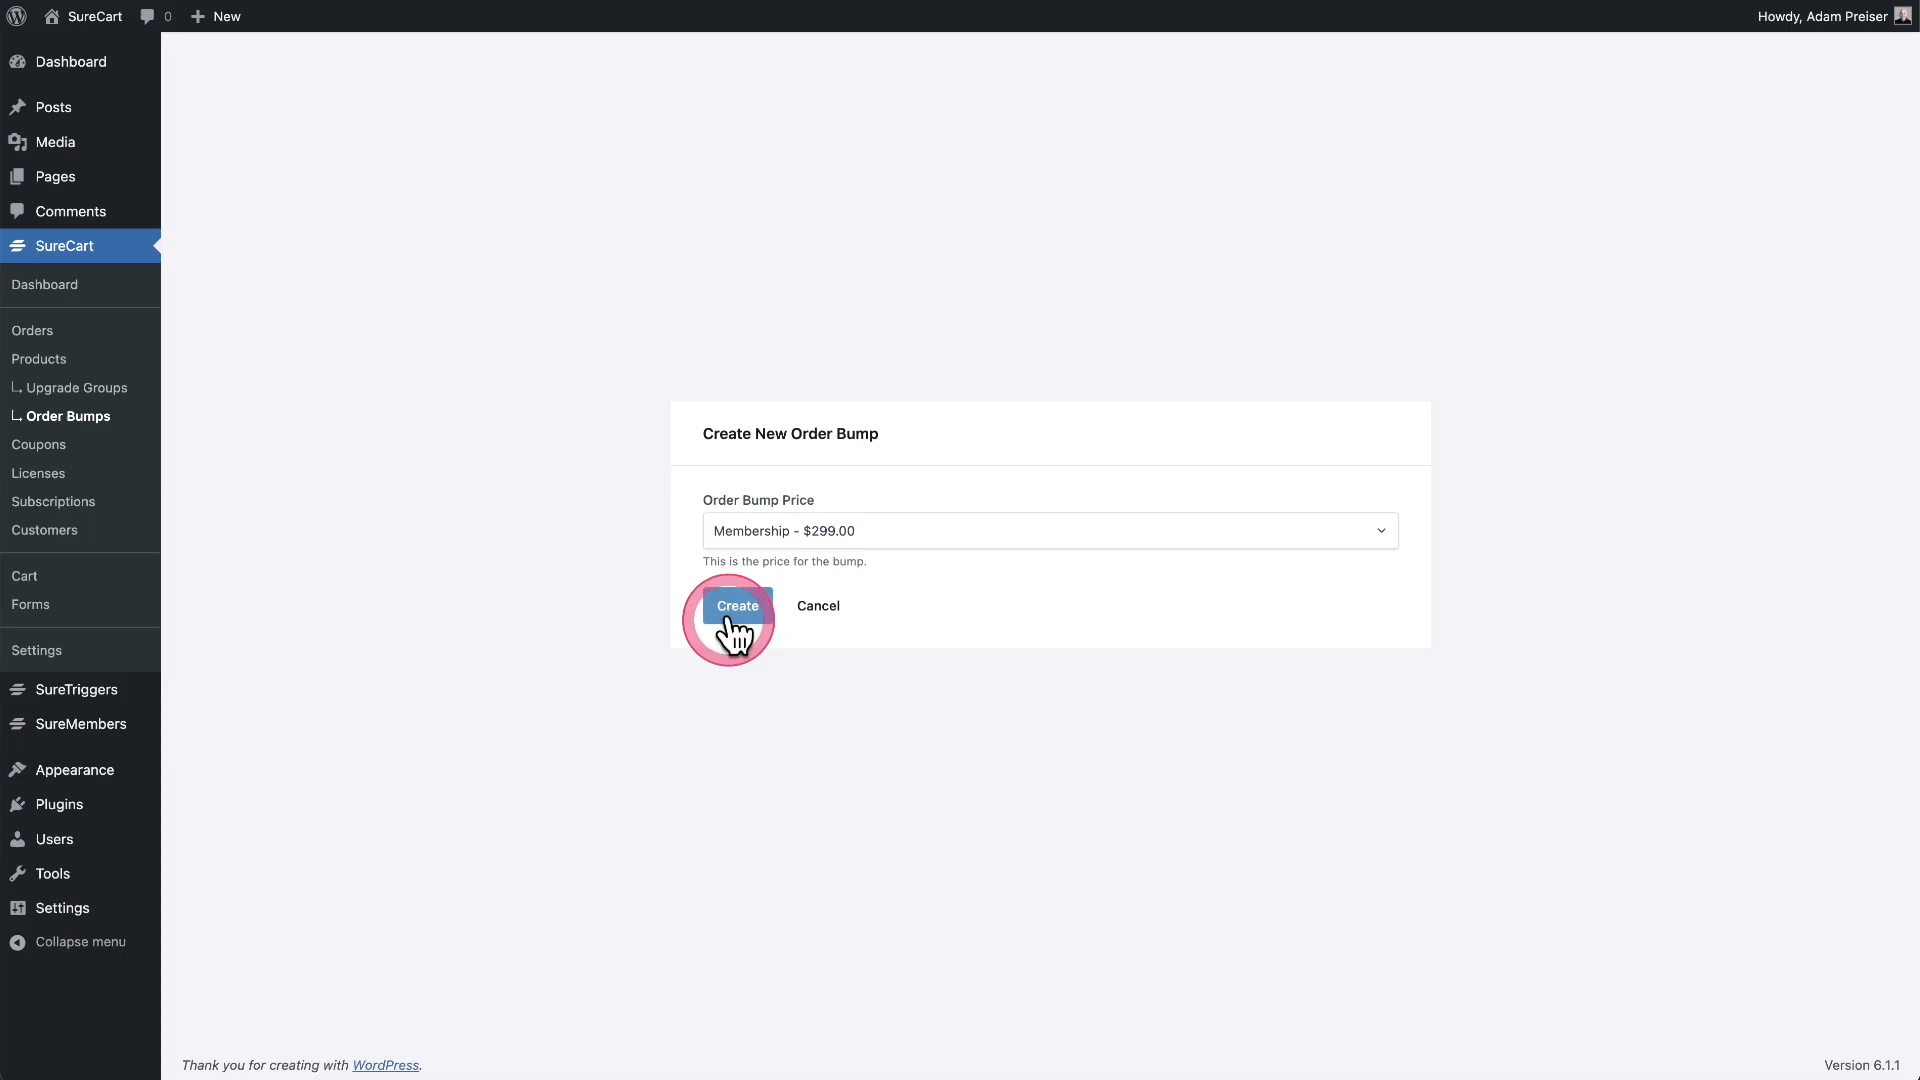 SureCart
0
New
Howdy, Adam Preiser
Dashboard
Posts
Media
Pages
Comments
SureCart
Dashboard
Orders
Products
Upgrade Groups
Order Bumps
Coupons
Licenses
Subscriptions
Customers
Cart
Forms
Settings
SureTriggers
SureMembers
Appearance
Plugins
Users
Tools
Settings
Collapse menu
Create New Order Bump
Order Bump Price
Membership - $299.00
This is the price for the bump.
Create
Cancel
Thank you for creating with WordPress.
Version 6.1.1